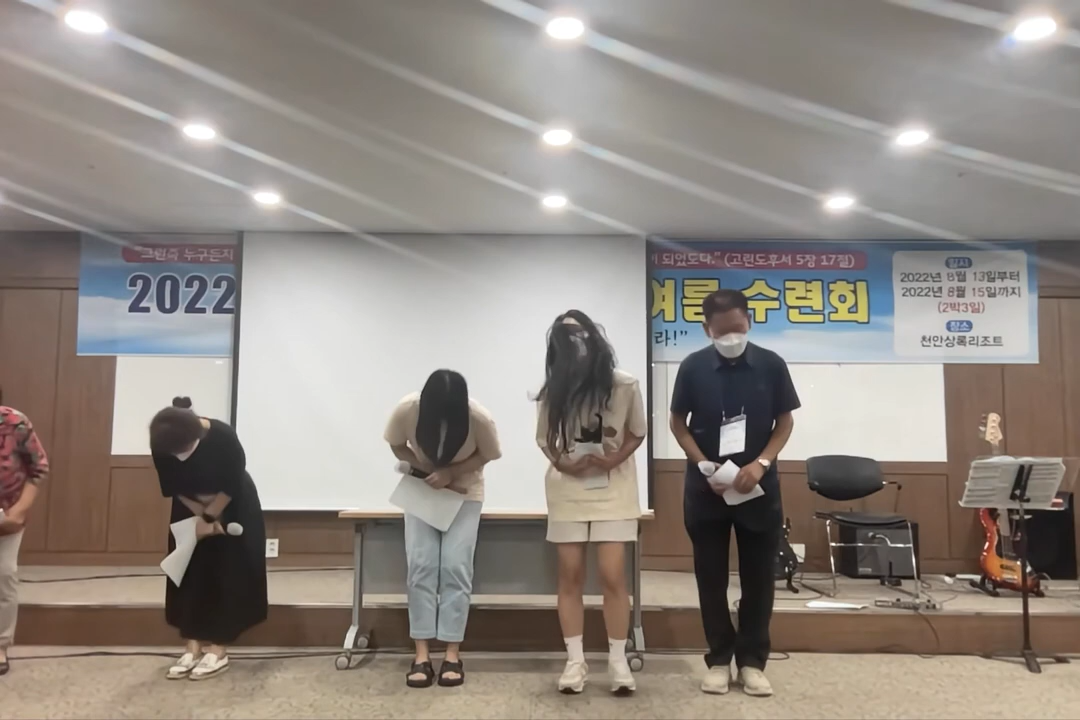 "그런즉 누구든지
되었도다." (고린도후서 5장 17절)
2022
여름 수련회
라!"
일시
2022년 8월 13일부터
2022년 8월 15일까지
(2박3일)
장소
천안상록리조트